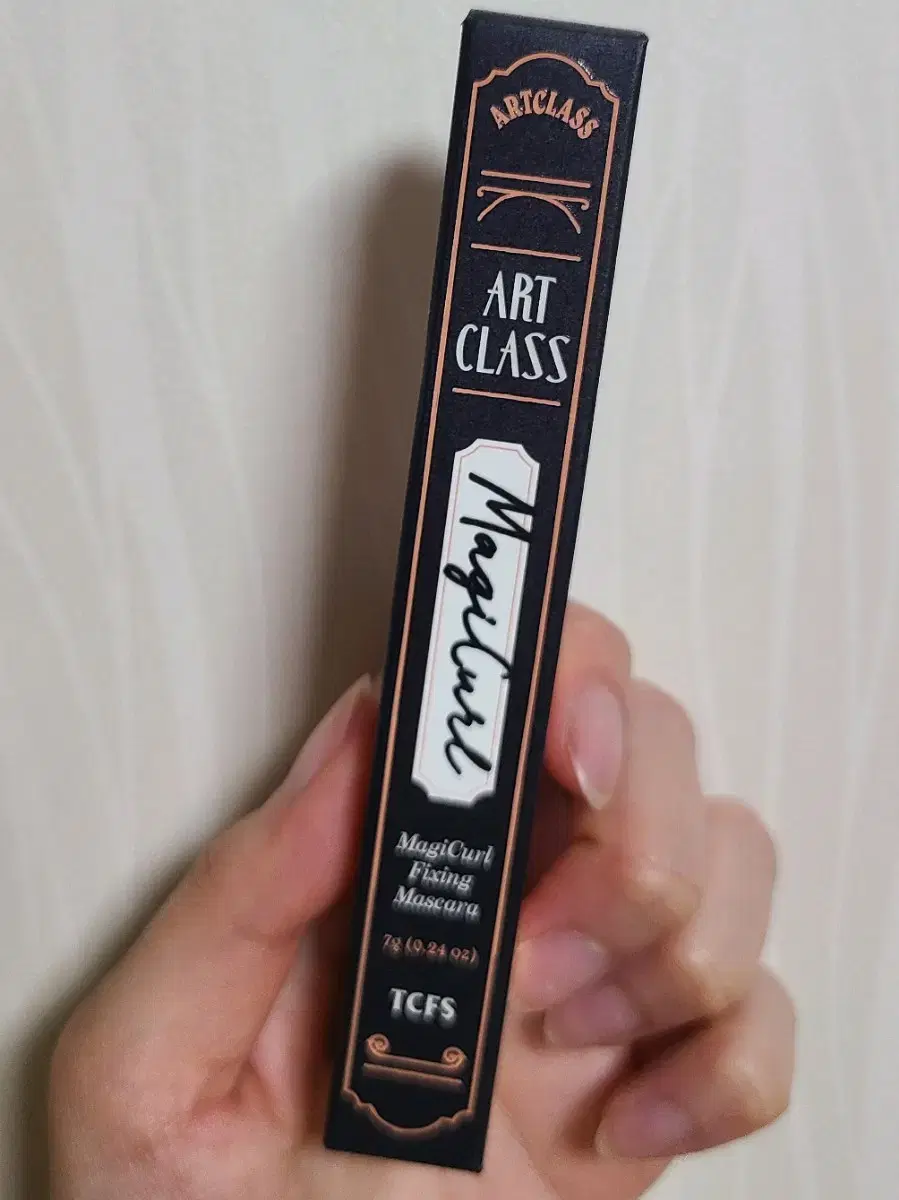 ARTCLASS
ART
CLASS
MagiCurl
MagiCurl
Fixing
Mascara
7g (0.24 oz)
TCFS